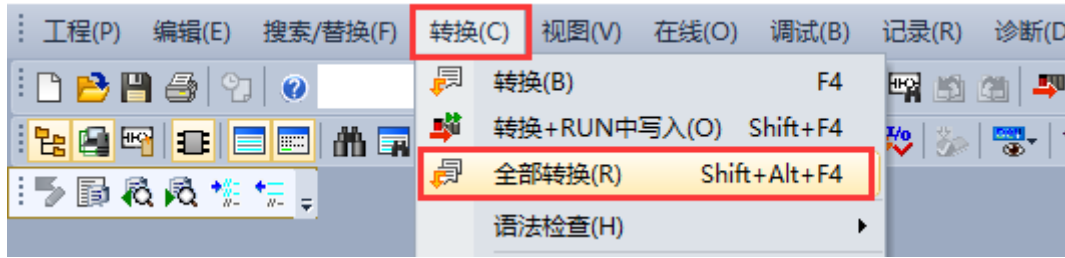 工程(P) 编辑(E) 搜索/替换(F) 转换(C) 视图(V) 在线(O) 调试(B) 记录(R) 诊断(D
转换(B) F4
转换+RUN中写入(O) Shift+F4
全部转换(R) Shift+Alt+F4
语法检查(H)